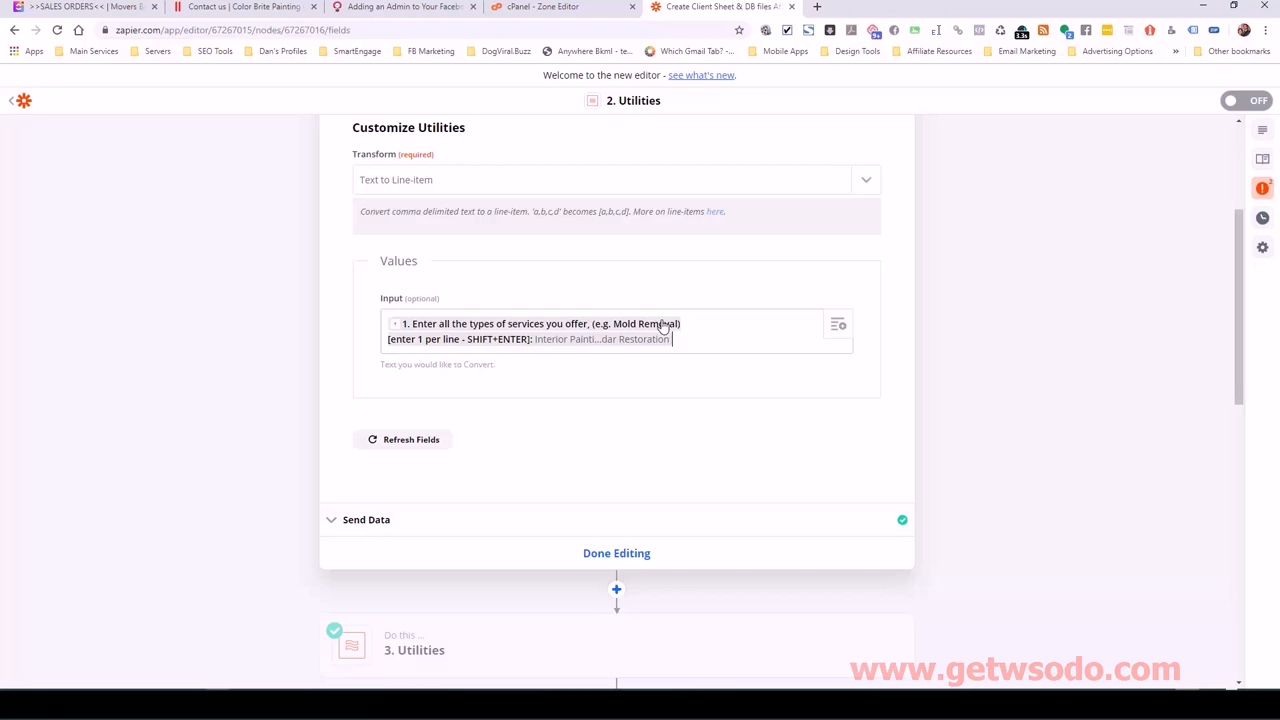 >>SALES ORDERS<< | Movers B
Contact us | Color Brite Painting
Adding an Admin to your Faceboo
cPanel - Zone Editor
Create Client Sheet & DB files Af
zapier.com/app/editor/67267015/nodes/67267016/fields
Apps Main Services Servers SEO Tools Dan's Profiles SmartEngage FB Marketing DogViral.Buzz Anywhere Bkml - te... Which Gmail Tab? -... Mobile Apps Design Tools Affiliate Resources Email Marketing Advertising Options » Other bookmarks
Welcome to the new editor - see what's new.
2. Utilities
OFF
Customize Utilities
Transform (required)
Text to Line-item
Convert comma delimited text to a line-item. 'a,b,c,d' becomes [a,b,c,d]. More on line-items here.
Values
Input (optional)
1. Enter all the types of services you offer, (e.g. Mold Removal)
[enter 1 per line - SHIFT+ENTER]: Interior Painti...dar Restoration
Text you would like to Convert.
Refresh Fields
Send Data
Done Editing
Do this ...
3. Utilities
www.getwsodo.com